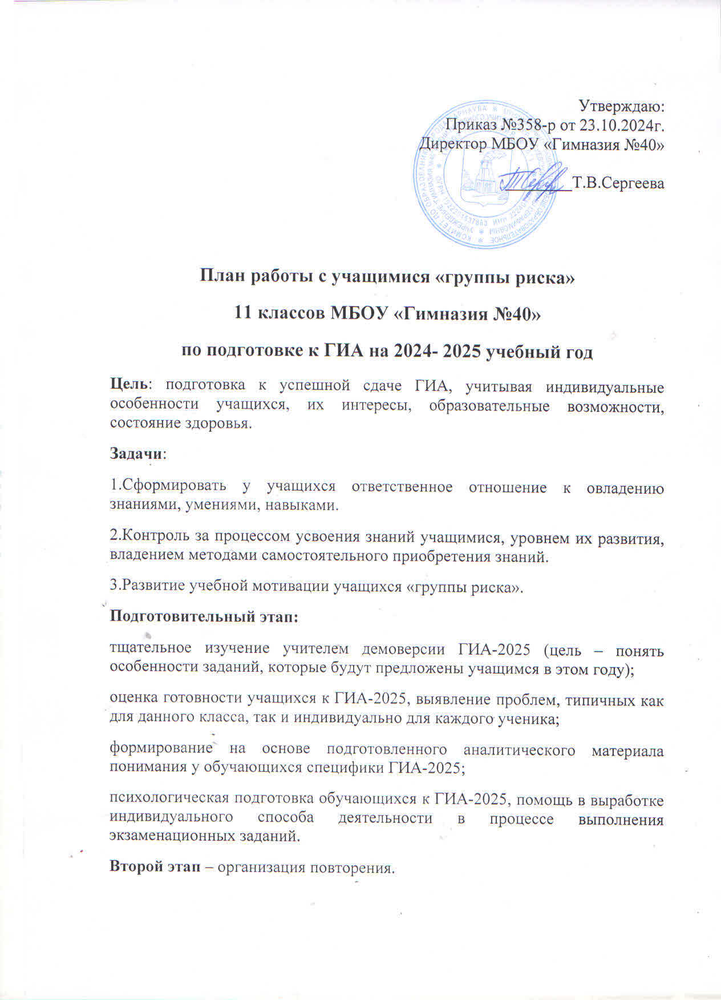 Утверждаю:
Приказ №358-р от 23.10.2024г.
Директор МБОУ «Гимназия №40»
Т.В.Сергеева
План работы с учащимися «группы риска»
11 классов МБОУ «Гимназия №40»
по подготовке к ГИА на 2024- 2025 учебный год
Цель: подготовка к успешной сдаче ГИА, учитывая индивидуальные
особенности учащихся, их интересы, образовательные возможности,
состояние здоровья.
Задачи:
1.Сформировать у учащихся ответственное отношение к овладению
знаниями, умениями, навыками.
2.Контроль за процессом усвоения знаний учащимися, уровнем их развития,
владением методами самостоятельного приобретения знаний.
3.Развитие учебной мотивации учащихся «группы риска».
Подготовительный этап:
тщательное изучение учителем демоверсии ГИА-2025 (цель – понять
особенности заданий, которые будут предложены учащимся в этом году);
оценка готовности учащихся к ГИА-2025, выявление проблем, типичных как
для данного класса, так и индивидуально для каждого ученика;
формирование на основе подготовленного аналитического материала
понимания у обучающихся специфики ГИА-2025;
психологическая подготовка обучающихся к ГИА-2025, помощь в выработке
индивидуального способа деятельности в процессе выполнения
экзаменационных заданий.
Второй этап – организация повторения.